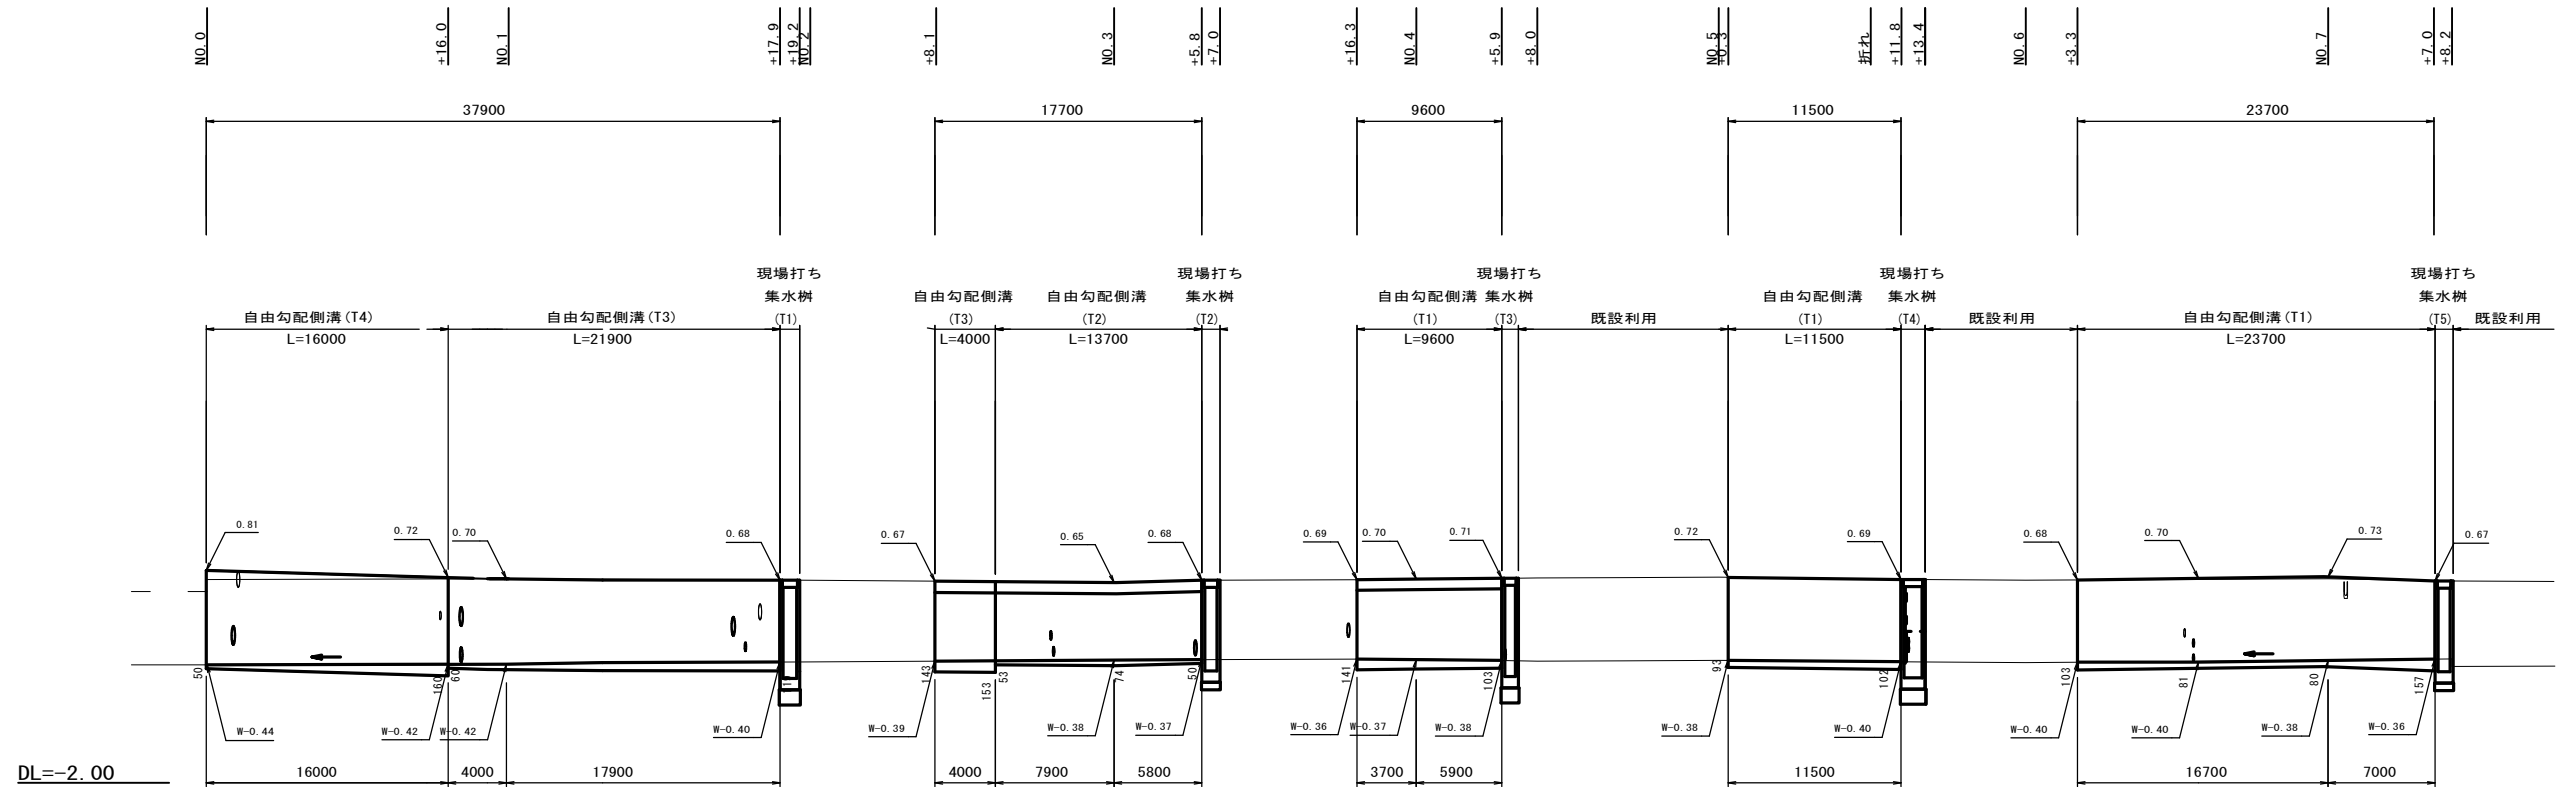 NO.0
+16.0
NO.1
+17.9
+19.2
NO.2
+8.1
NO.3
+5.8
+7.0
+16.3
NO.4
+5.9
+8.0
NO.5
+0.3
折れ
+11.8
+13.4
NO.6
+3.3
NO.7
+7.0
+8.2
37900
17700
9600
11500
23700
自由勾配側溝(T4)
L=16000
自由勾配側溝(T3)
L=21900
現場打ち
集水桝
(T1)
自由勾配側溝
(T3)
L=4000
自由勾配側溝
(T2)
L=13700
現場打ち
集水桝
(T2)
自由勾配側溝
(T1)
L=9600
現場打ち
集水桝
(T3)
既設利用
自由勾配側溝
(T1)
L=11500
現場打ち
集水桝
(T4)
既設利用
自由勾配側溝(T1)
L=23700
現場打ち
集水桝
(T5)
既設利用
0.81
0.72
0.70
0.68
0.67
0.65
0.68
0.69
0.70
0.71
0.72
0.69
0.68
0.70
0.73
0.67
50
160
60
143
153
53
74
50
141
103
93
102
103
81
80
157
W-0.44
W-0.42
W-0.42
W-0.40
W-0.39
W-0.38
W-0.37
W-0.36
W-0.37
W-0.38
W-0.38
W-0.40
W-0.40
W-0.40
W-0.38
W-0.36
DL=-2.00
16000
4000
17900
4000
7900
5800
3700
5900
11500
16700
7000